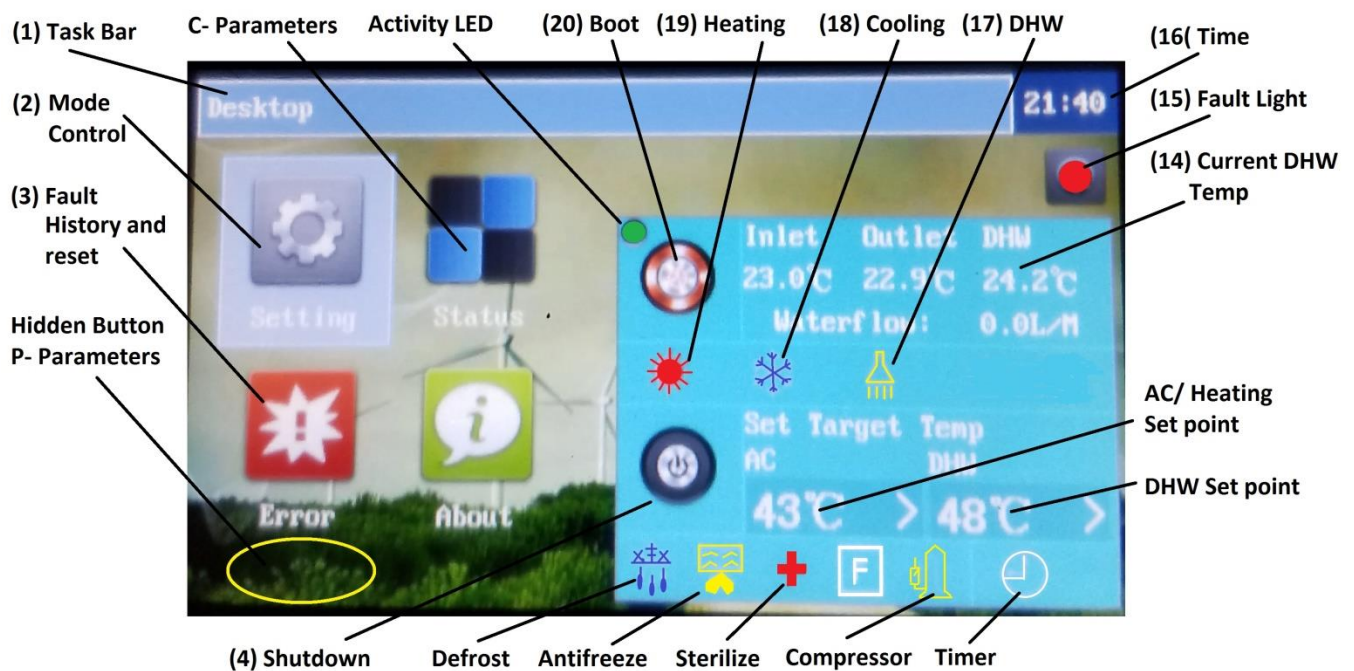 (1) Task Bar
C- Parameters
Activity LED
(20) Boot
(19) Heating
(18) Cooling
(17) DHW
(16( Time
(2) Mode
Control
(15) Fault Light
(3) Fault
History and
reset
(14) Current DHW
Temp
Hidden Button
P- Parameters
Desktop
21:40
Setting
Status
Inlet Outlet DHW
23.0℃ 22.9℃ 24.2℃
Waterflow: 0.0L/M
Error
About
Set Target Temp
AC DHW
43℃ > 48℃ >
F
AC/ Heating
Set point
DHW Set point
(4) Shutdown
Defrost
Antifreeze
Sterilize
Compressor
Timer